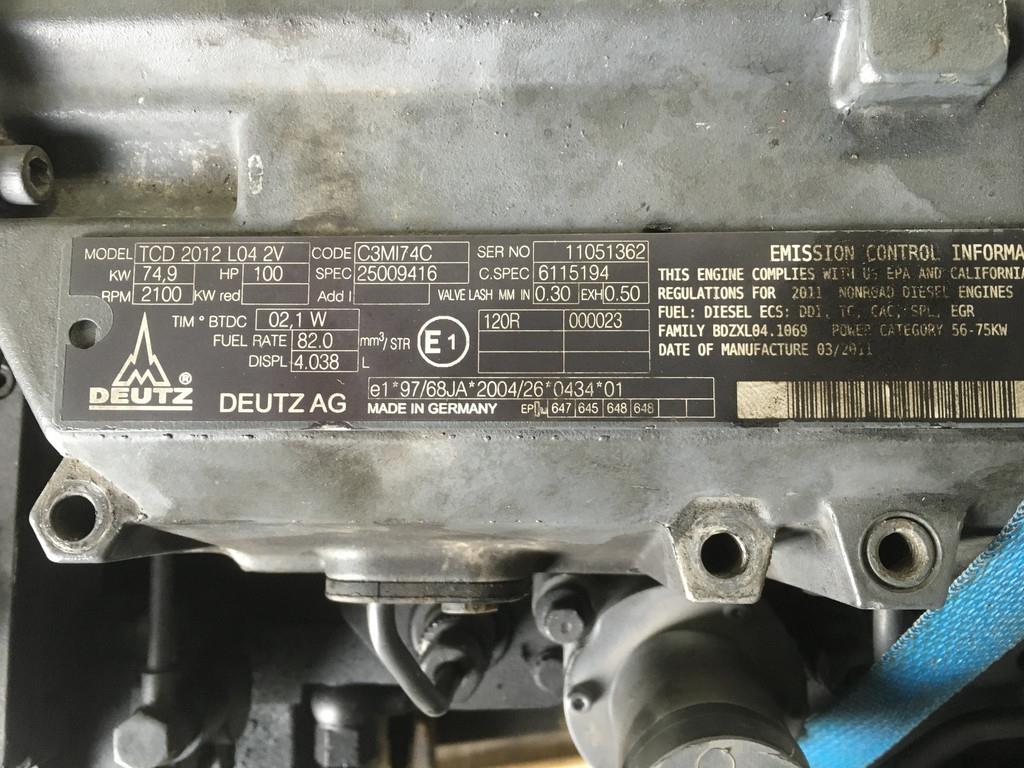 MODEL TCD 2012 L04 2V CODE C3MI74C SER NO 11051362
KW 74,9 HP 100 SPEC 25009416 C.SPEC 6115194
RPM 2100 KW red Add I VALVE LASH MM IN 0.30 EXH 0.50
TIM ° BTDC 02,1 W
FUEL RATE 82.0 mm³/STR
DISPL 4.038 L
E1
120R 000023
DEUTZ ®
DEUTZ AG
e1*97/68JA*2004/26*0434*01
MADE IN GERMANY 647 645 648 648
EMISSION CONTROL INFORMA
THIS ENGINE COMPLIES WITH US EPA AND CALIFORNIA
REGULATIONS FOR 2011 NONROAD DIESEL ENGINES
FUEL: DIESEL ECS: DDI, TC, CAC, SPL, EGR
FAMILY BDZXL04.1069 POWER CATEGORY 56-75KW
DATE OF MANUFACTURE 03/2011